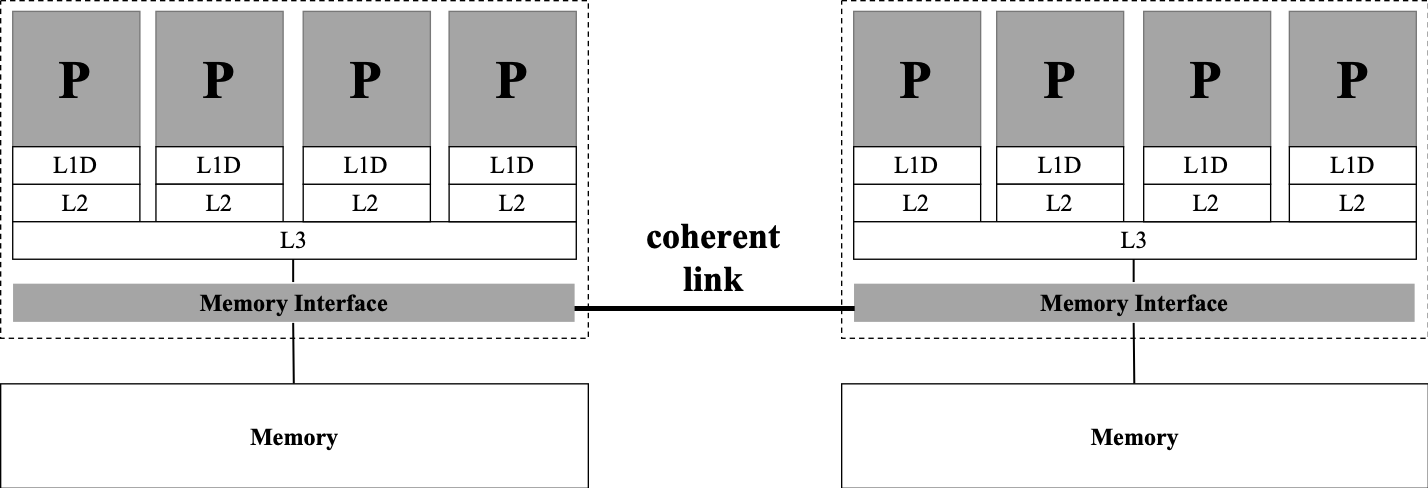 P P P P
L1D L1D L1D L1D
L2 L2 L2 L2
L3
Memory Interface
Memory
coherent
link
P P P P
L1D L1D L1D L1D
L2 L2 L2 L2
L3
Memory Interface
Memory